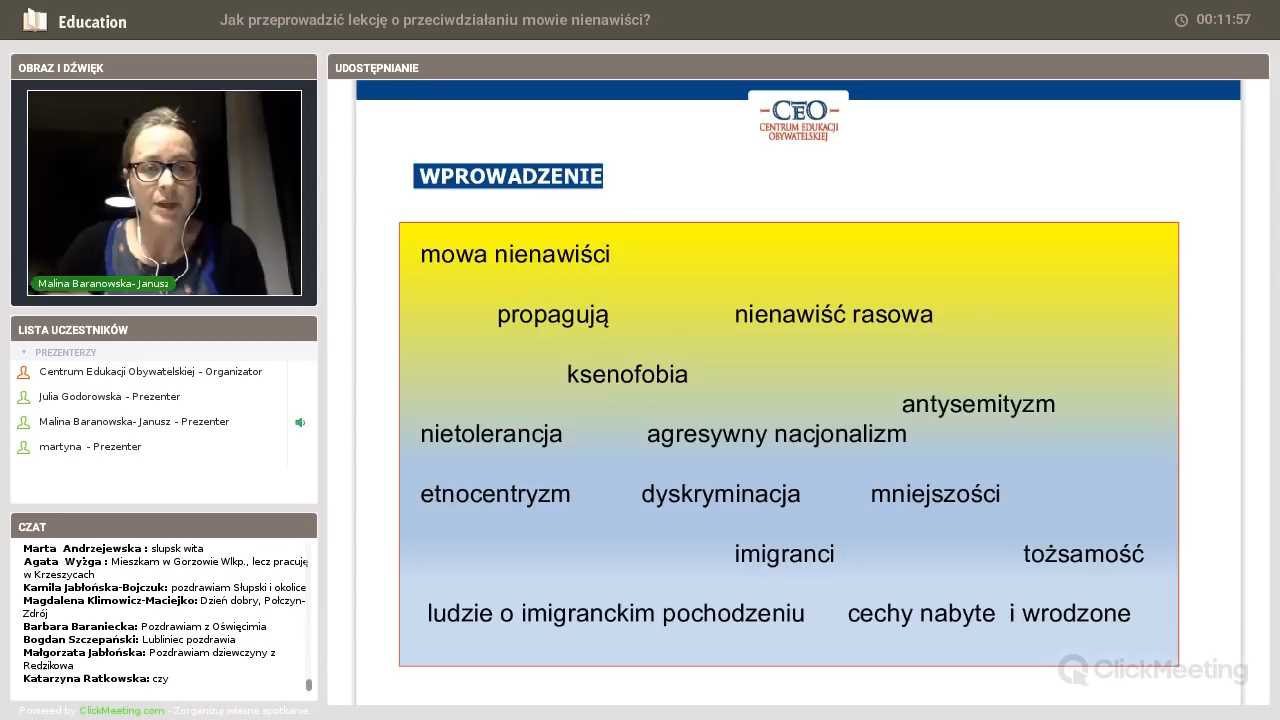 Education
Jak przeprowadzić lekcję o przeciwdziałaniu mowie nienawiści?
00:11:57
OBRAZ I DŹWIĘK
Malina Baranowska- Janusz
LISTA UCZESTNIKÓW
PREZENTERZY
Centrum Edukacji Obywatelskiej - Organizator
Julia Godorowska - Prezenter
Malina Baranowska- Janusz - Prezenter
martyna - Prezenter
CZAT
Marta Andrzejewska : slupsk wita
Agata Wyżga : Mieszkam w Gorzowie Wlkp., lecz pracuję
w Krzeszycach
Kamila Jabłońska-Bojczuk: pozdrawiam Słupski i okolice
Magdalena Klimowicz-Maciejko: Dzień dobry, Połczyn-
Zdrój
Barbara Baraniecka: Pozdrawiam z Oświęcimia
Bogdan Szczepański: Lubliniec pozdrawia
Małgorzata Jabłońska: Pozdrawiam dziewczyny z
Redzikowa
Katarzyna Ratkowska: czy
Powered by ClickMeeting.com - Zorganizuj własne spotkanie
UDOSTĘPNIANIE
CEO
CENTRUM EDUKACJI
OBYWATELSKIEJ
WPROWADZENIE
mowa nienawiści
propagują nienawiść rasowa
ksenofobia
antysemityzm
nietolerancja agresywny nacjonalizm
etnocentryzm dyskryminacja mniejszości
imigranci tożsamość
ludzie o imigranckim pochodzeniu cechy nabyte i wrodzone
ClickMeeting